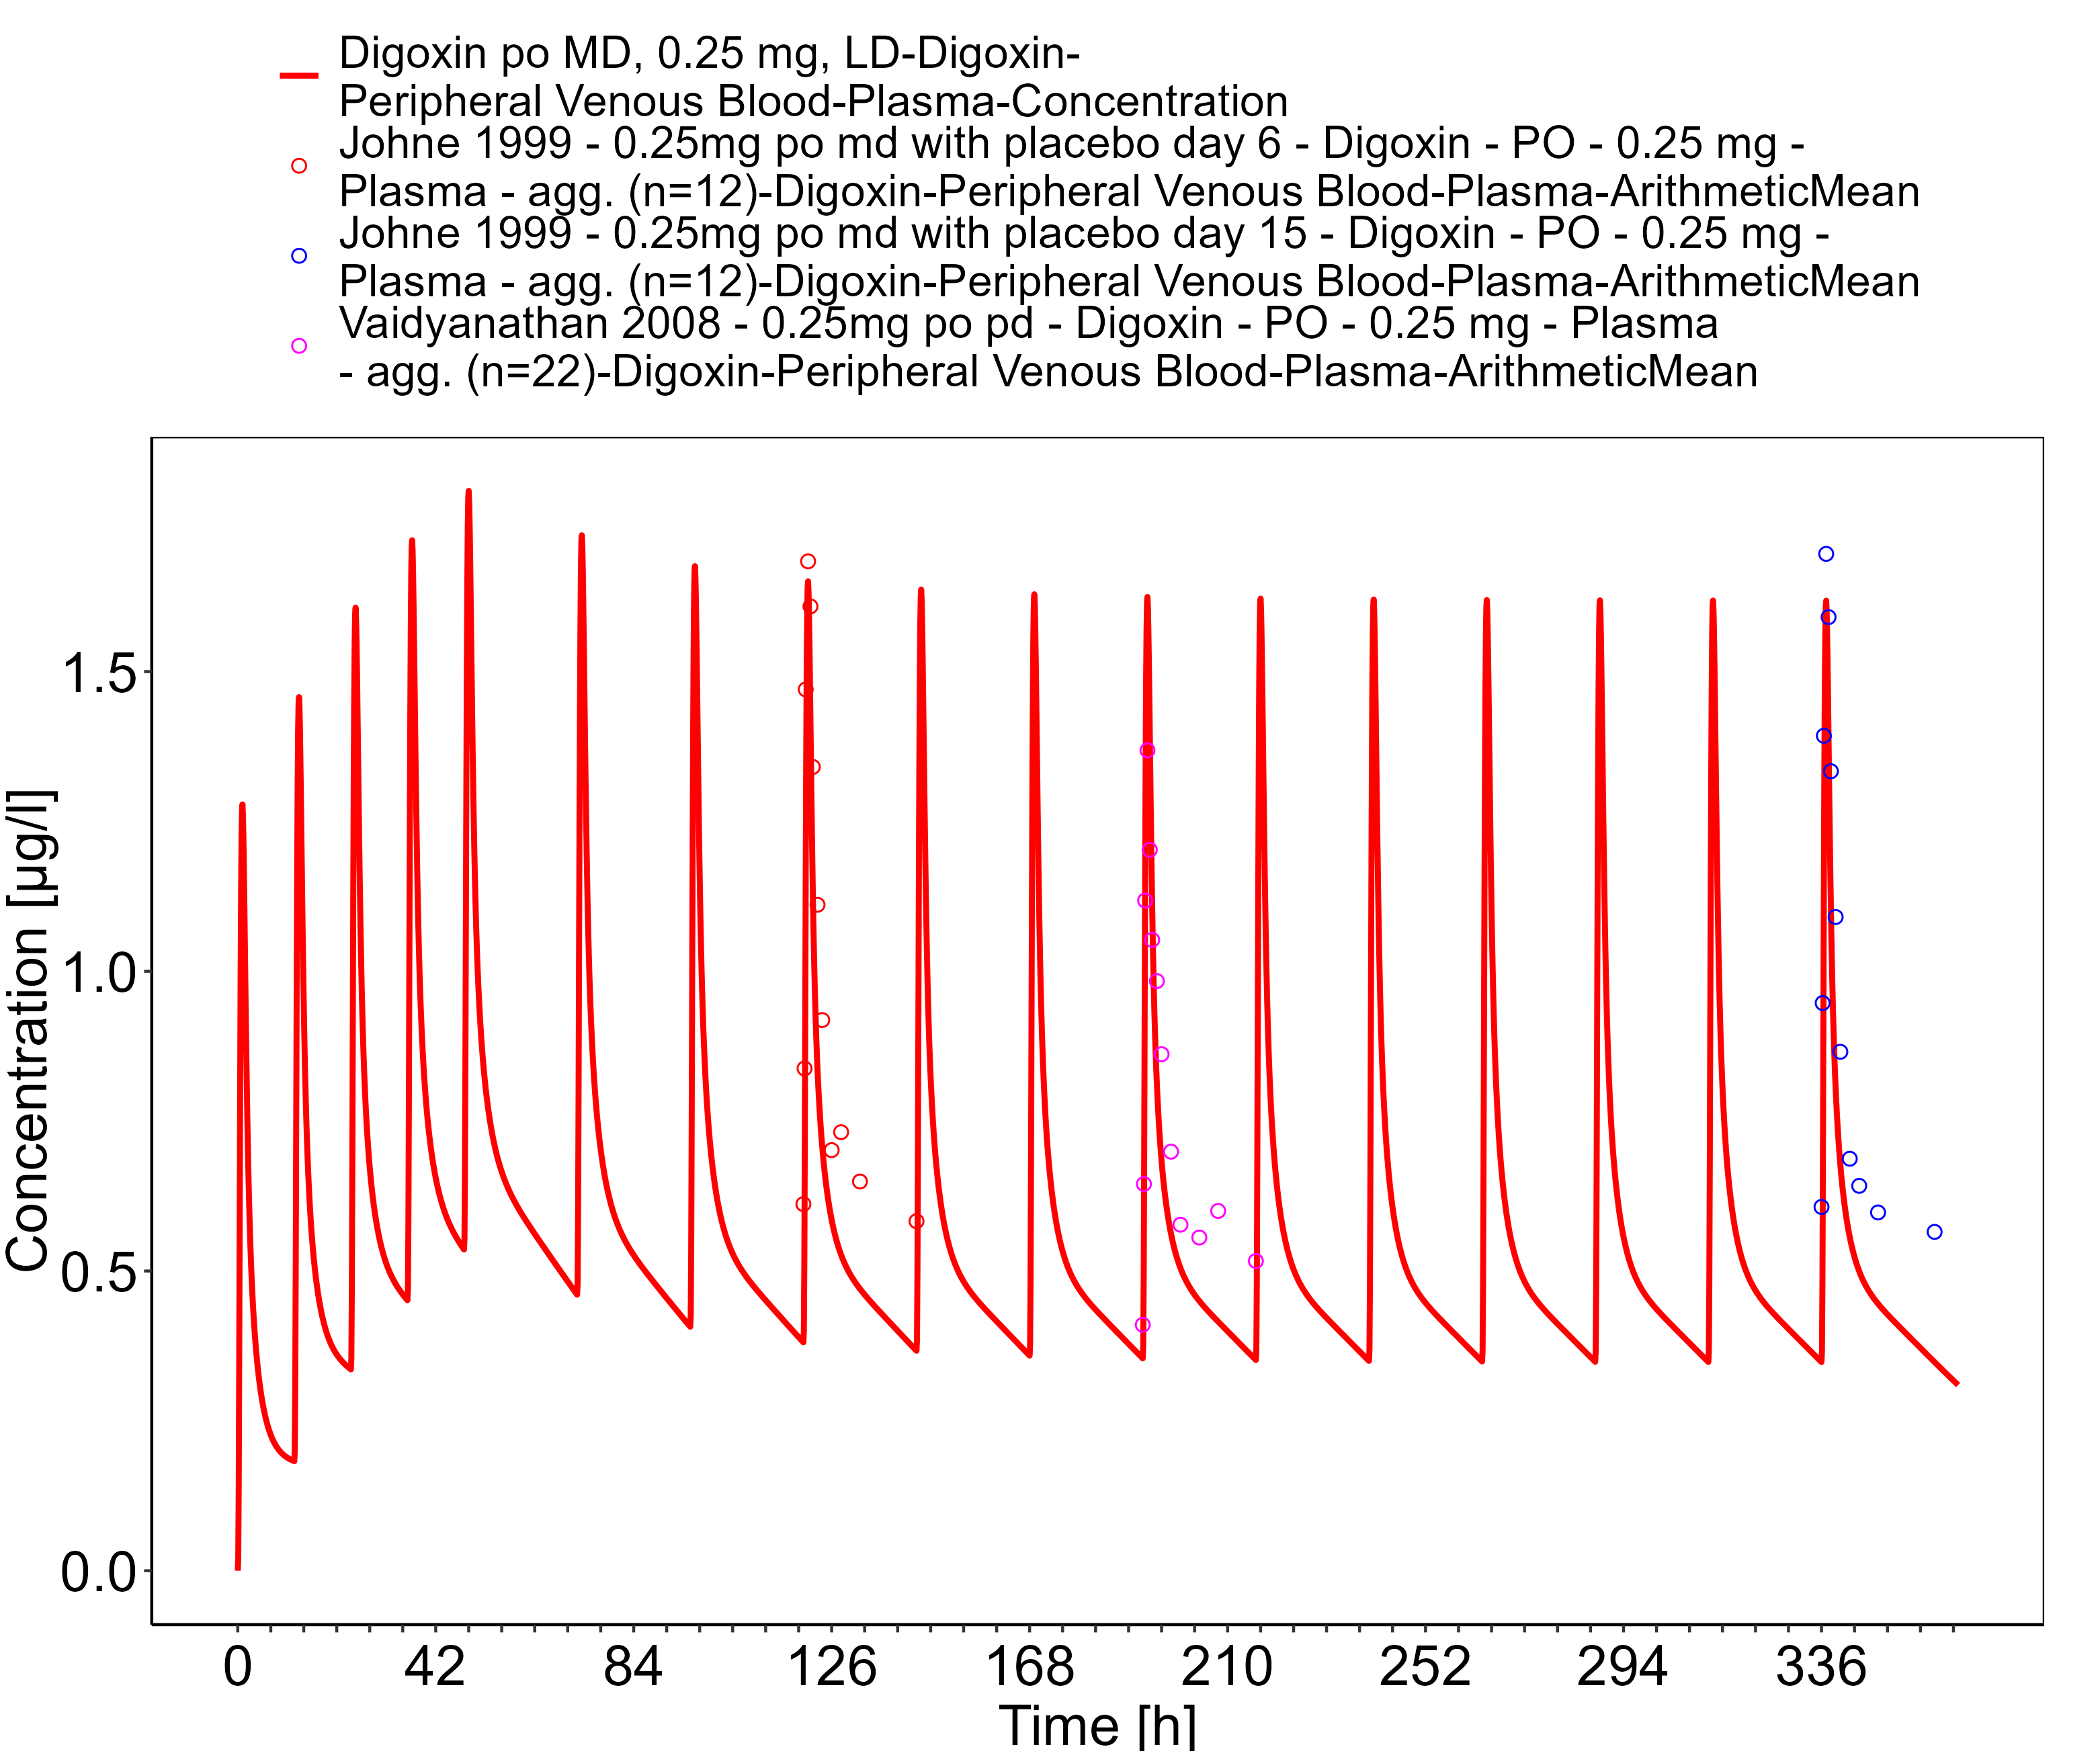 Digoxin po MD, 0.25 mg, LD-Digoxin-
Peripheral Venous Blood-Plasma-Concentration
Johne 1999 - 0.25mg po md with placebo day 6 - Digoxin - PO - 0.25 mg -
Plasma - agg. (n=12)-Digoxin-Peripheral Venous Blood-Plasma-ArithmeticMean
Johne 1999 - 0.25mg po md with placebo day 15 - Digoxin - PO - 0.25 mg -
Plasma - agg. (n=12)-Digoxin-Peripheral Venous Blood-Plasma-ArithmeticMean
Vaidyanathan 2008 - 0.25mg po pd - Digoxin - PO - 0.25 mg - Plasma
- agg. (n=22)-Digoxin-Peripheral Venous Blood-Plasma-ArithmeticMean
Concentration [µg/l]
1.5
1.0
0.5
0.0
0 42 84 126 168 210 252 294 336
Time [h]